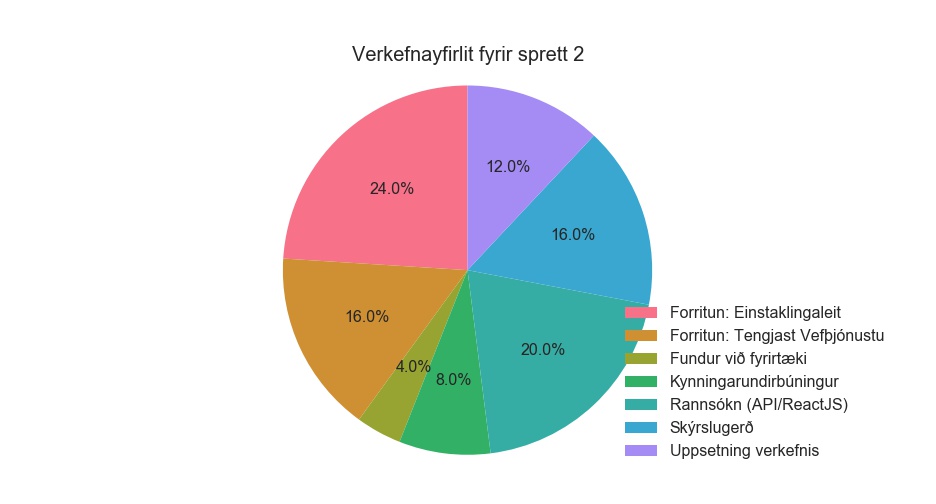 Verkefnayfirlit fyrir sprett 2
24.0%
12.0%
16.0%
16.0%
20.0%
4.0%
8.0%
Forritun: Einstaklingaleit
Forritun: Tengjast Vefþjónustu
Fundur við fyrirtæki
Kynningarundirbúningur
Rannsókn (API/ReactJS)
Skýrslugerð
Uppsetning verkefnis